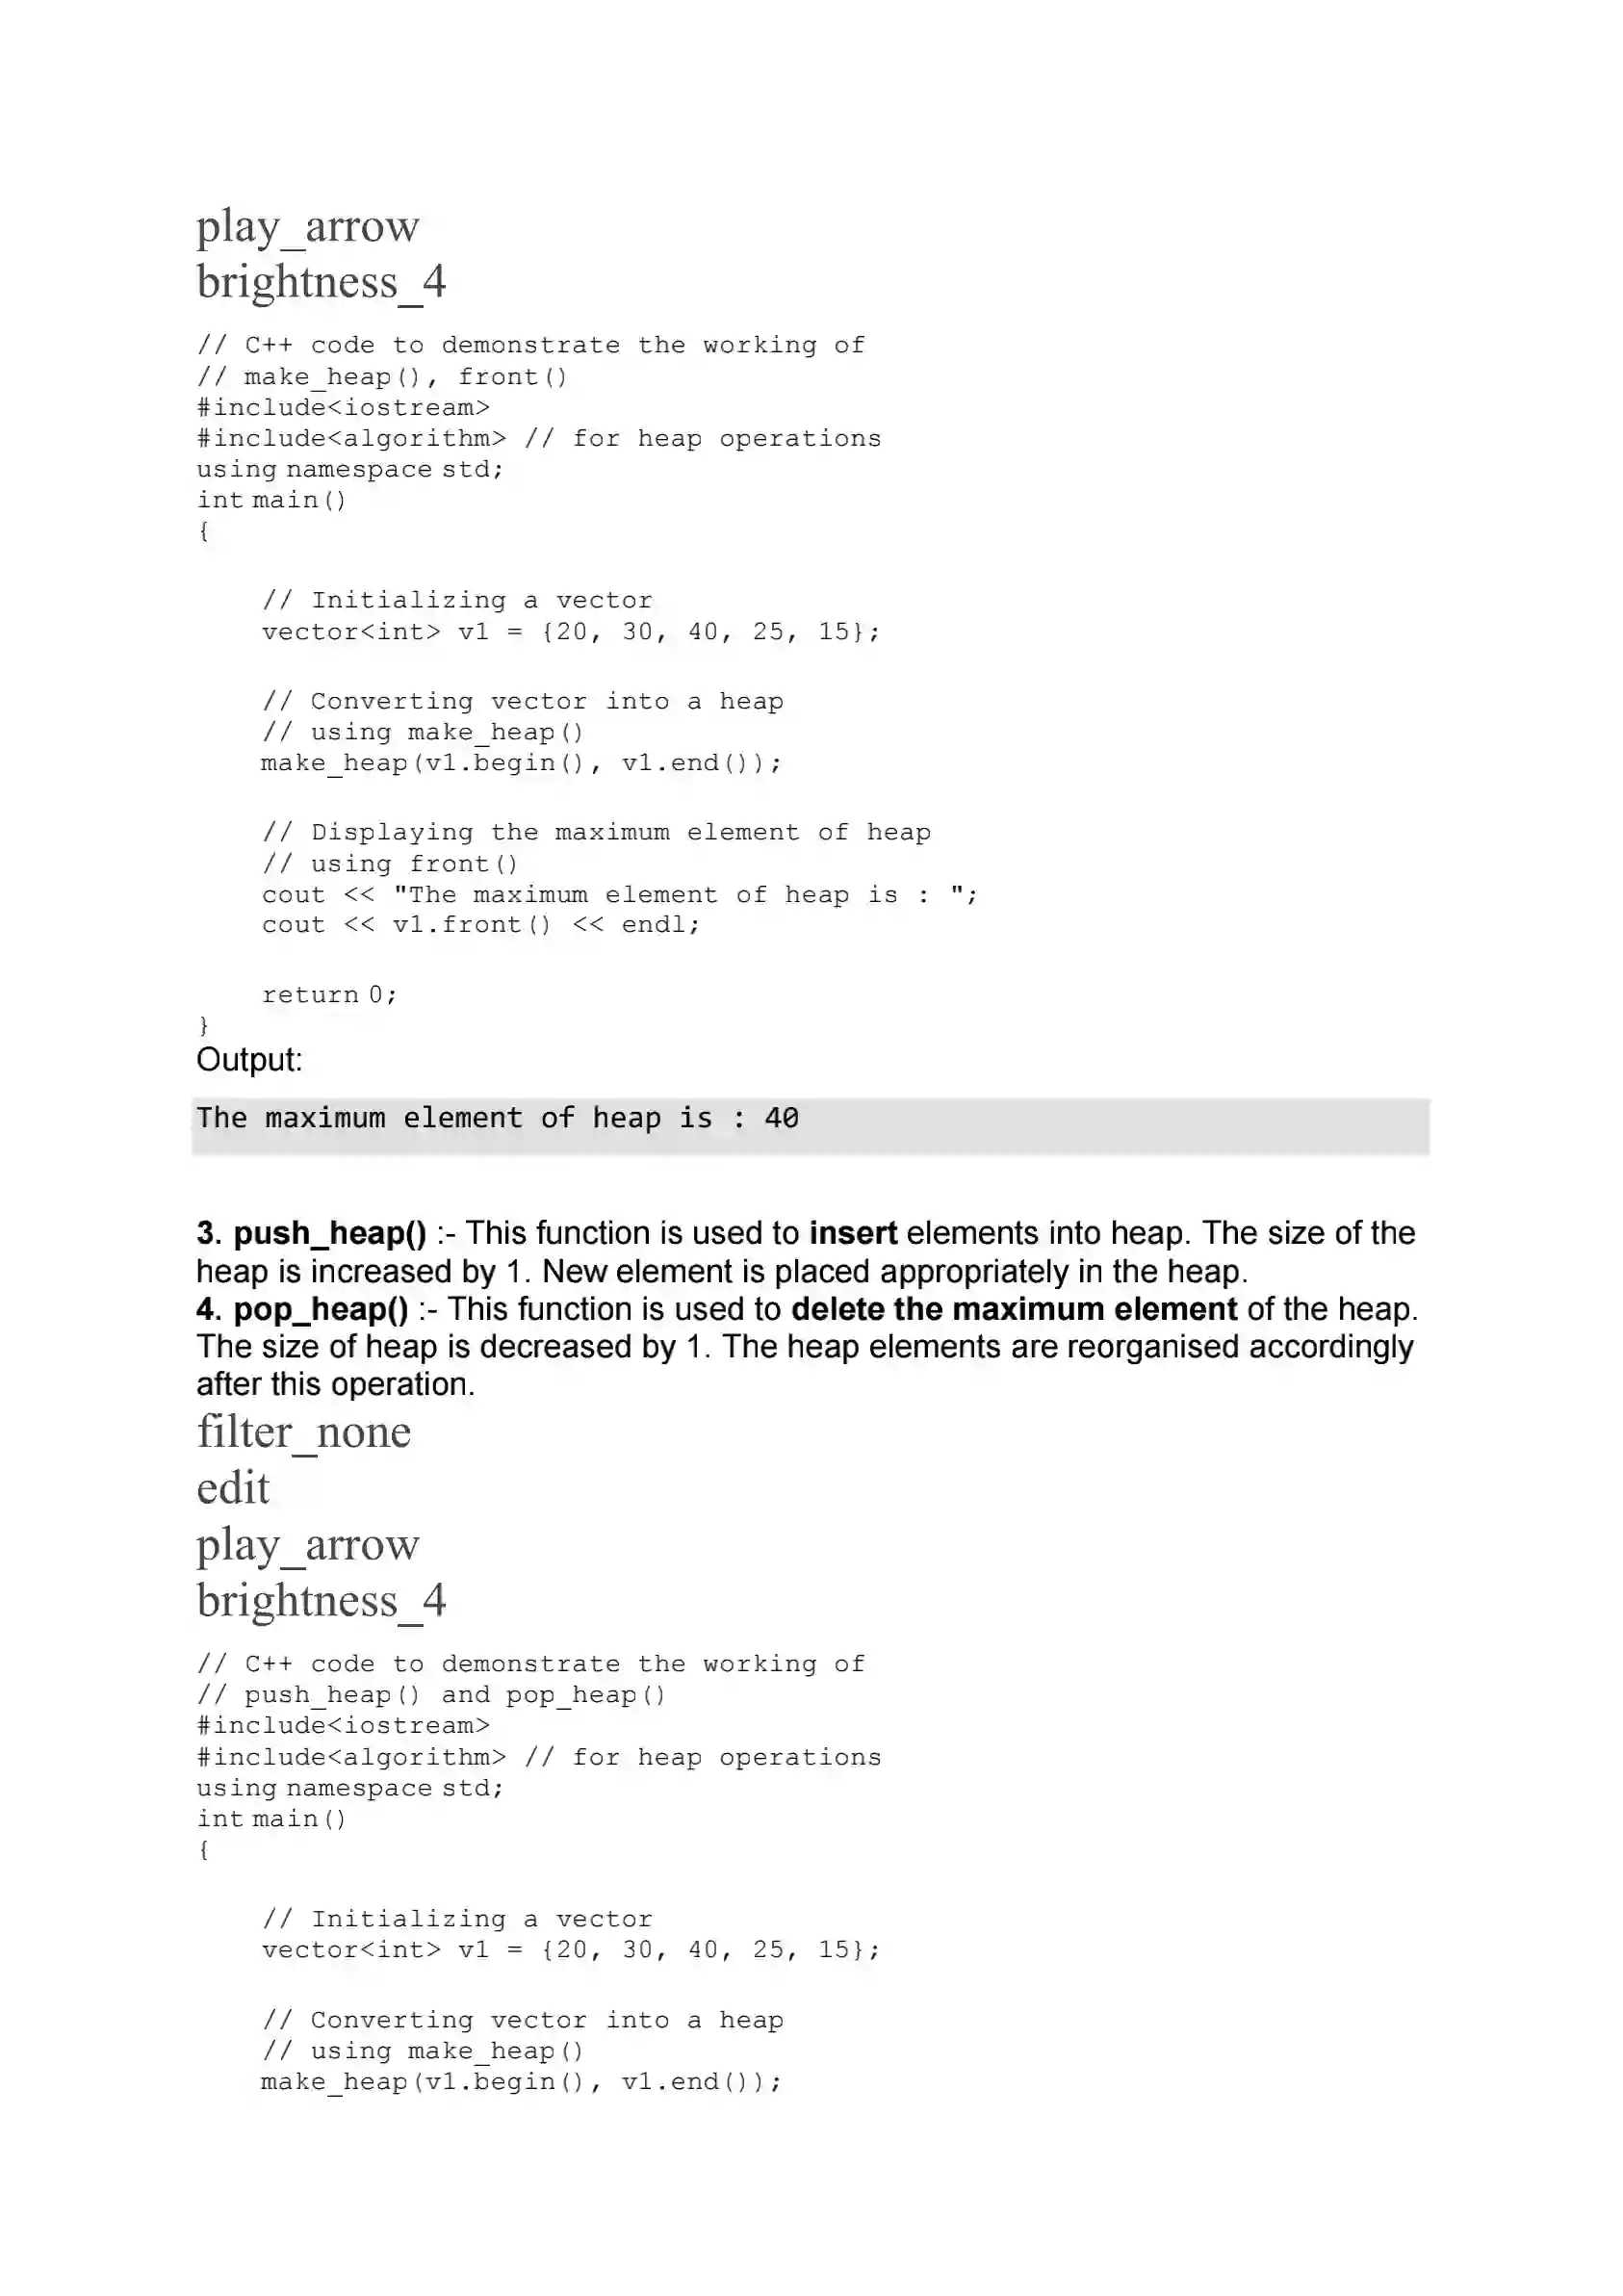 play_arrow
brightness_4
// C++ code to demonstrate the working of
// make_heap(), front()
#include<iostream>
#include<algorithm> // for heap operations
using namespace std;
int main()
{
// Initializing a vector
vector<int> v1 = {20, 30, 40, 25, 15};
// Converting vector into a heap
// using make_heap()
make_heap(v1.begin(), v1.end());
// Displaying the maximum element of heap
// using front()
cout << "The maximum element of heap is : ";
cout << v1.front() << endl;
return 0;
}
Output:
The maximum element of heap is : 40
3. push_heap() :- This function is used to insert elements into heap. The size of the
heap is increased by 1. New element is placed appropriately in the heap.
4. pop_heap() :- This function is used to delete the maximum element of the heap.
The size of heap is decreased by 1. The heap elements are reorganised accordingly
after this operation.
filter_none
edit
play_arrow
brightness_4
// C++ code to demonstrate the working of
// push_heap() and pop_heap()
#include<iostream>
#include<algorithm> // for heap operations
using namespace std;
int main()
{
// Initializing a vector
vector<int> v1 = {20, 30, 40, 25, 15};
// Converting vector into a heap
// using make_heap()
make_heap(v1.begin(), v1.end());